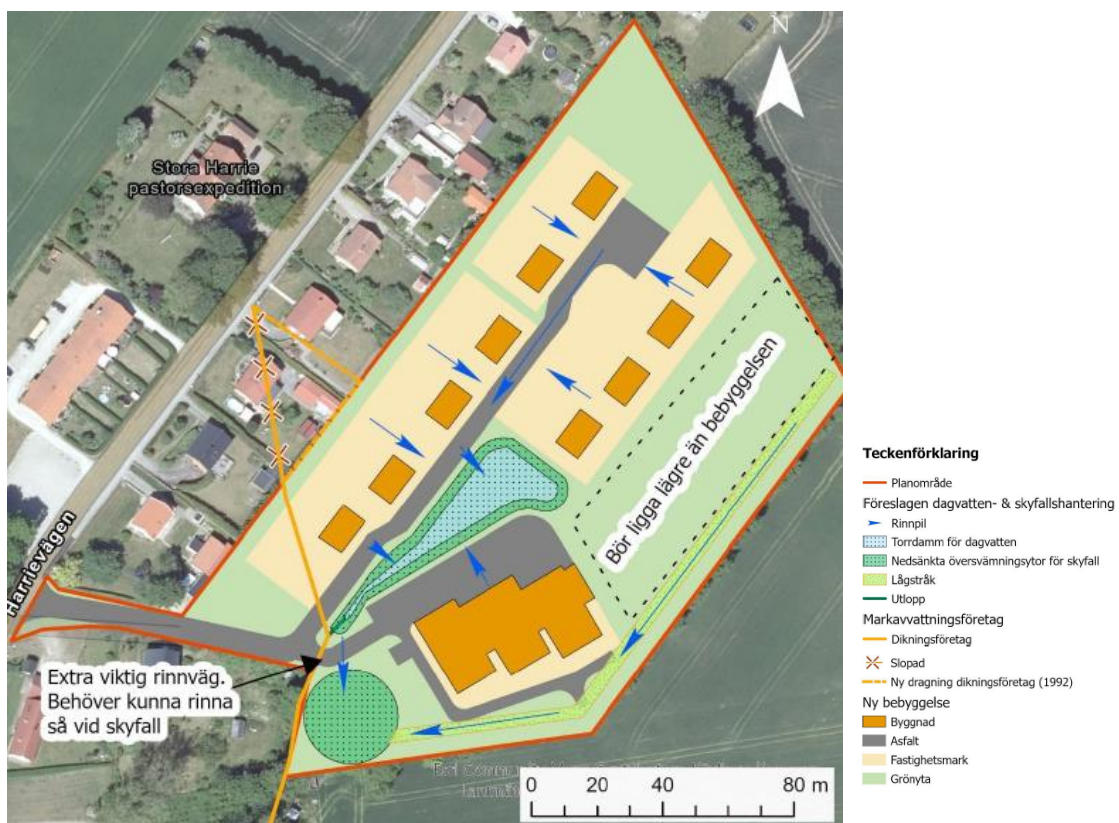 N
Stora Harrie
pastorsexpedition
Harrievägen
Bör ligga lägre än bebyggelsen
Extra viktig rinnväg.
Behöver kunna rinna
så vid skyfall
0 20 40 80 m
Teckenförklaring
Planområde
Föreslagen dagvatten- & skyfallshantering
Rinnpil
Torrdamm för dagvatten
Nedsänkta översvämningsytor för skyfall
Lågstråk
Utlopp
Markavvattningsföretag
Dikningsföretag
Slopad
Ny dragning dikningsföretag (1992)
Ny bebyggelse
Byggnad
Asfalt
Fastighetsmark
Grönyta